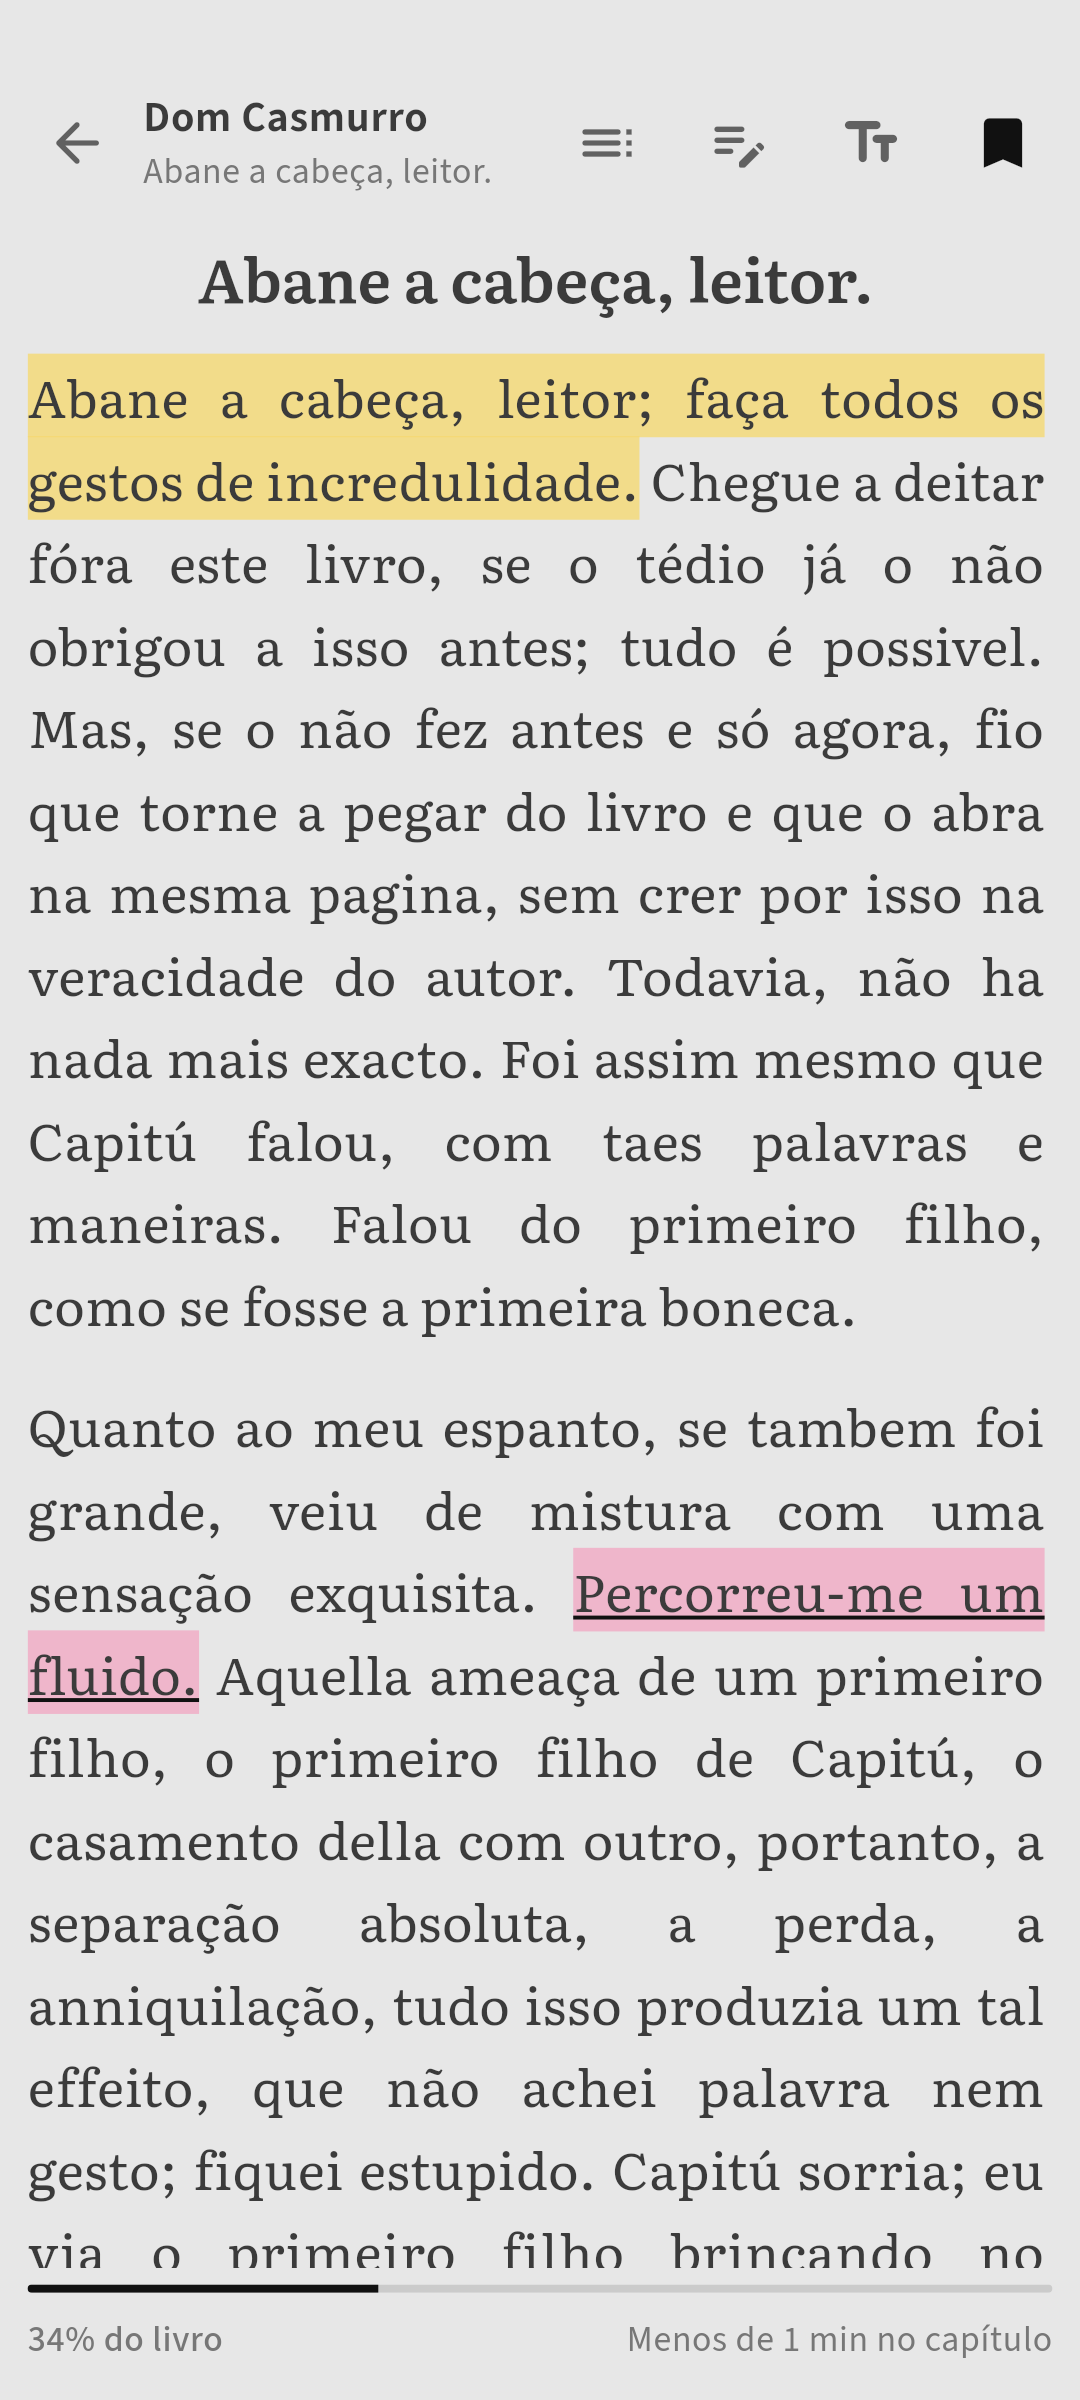 Dom Casmurro
Abane a cabeça, leitor.
Abane a cabeça, leitor.
Abane a cabeça, leitor; faça todos os
gestos de incredulidade. Chegue a deitar
fóra este livro, se o tédio já o não
obrigou a isso antes; tudo é possivel.
Mas, se o não fez antes e só agora, fio
que torne a pegar do livro e que o abra
na mesma pagina, sem crer por isso na
veracidade do autor. Todavia, não ha
nada mais exacto. Foi assim mesmo que
Capitú falou, com taes palavras e
maneiras. Falou do primeiro filho,
como se fosse a primeira boneca.
Quanto ao meu espanto, se tambem foi
grande, veiu de mistura com uma
sensação exquisita. Percorreu-me um
fluido. Aquella ameaça de um primeiro
filho, o primeiro filho de Capitú, o
casamento della com outro, portanto, a
separação absoluta, a perda, a
anniquilação, tudo isso produzia um tal
effeito, que não achei palavra nem
gesto; fiquei estupido. Capitú sorria; eu
via o primeiro filho brincando no
34% do livro
Menos de 1 min no capítulo